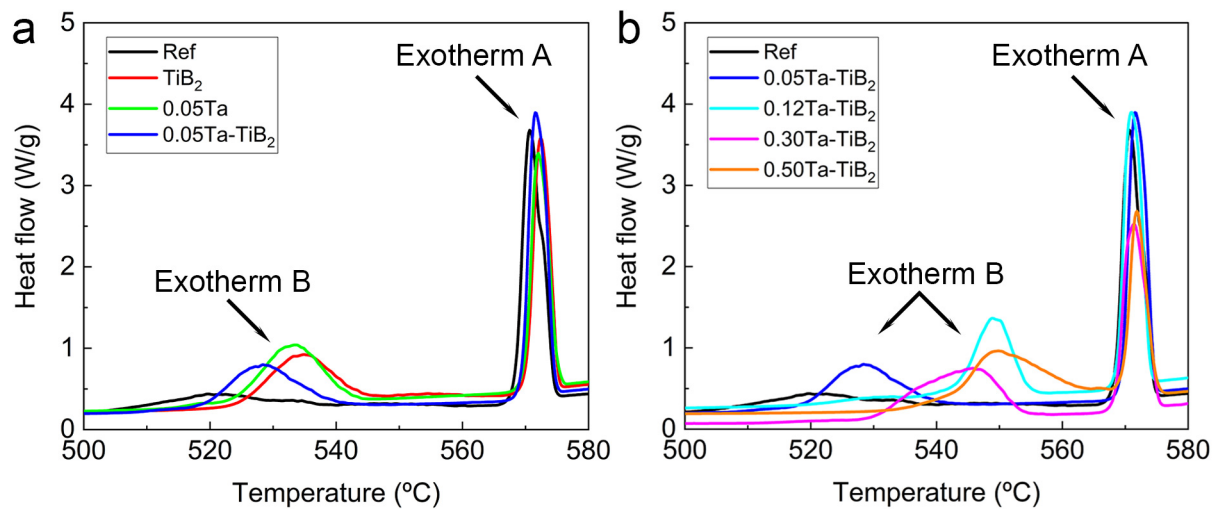 a
Exotherm A
Exotherm B
Ref
TiB₂
0.05Ta
0.05Ta-TiB₂
Heat flow (W/g)
5
4
3
2
1
0
500
520
540
560
580
Temperature (ºC)
b
Exotherm A
Exotherm B
Ref
0.05Ta-TiB₂
0.12Ta-TiB₂
0.30Ta-TiB₂
0.50Ta-TiB₂
Heat flow (W/g)
5
4
3
2
1
0
500
520
540
560
580
Temperature (ºC)